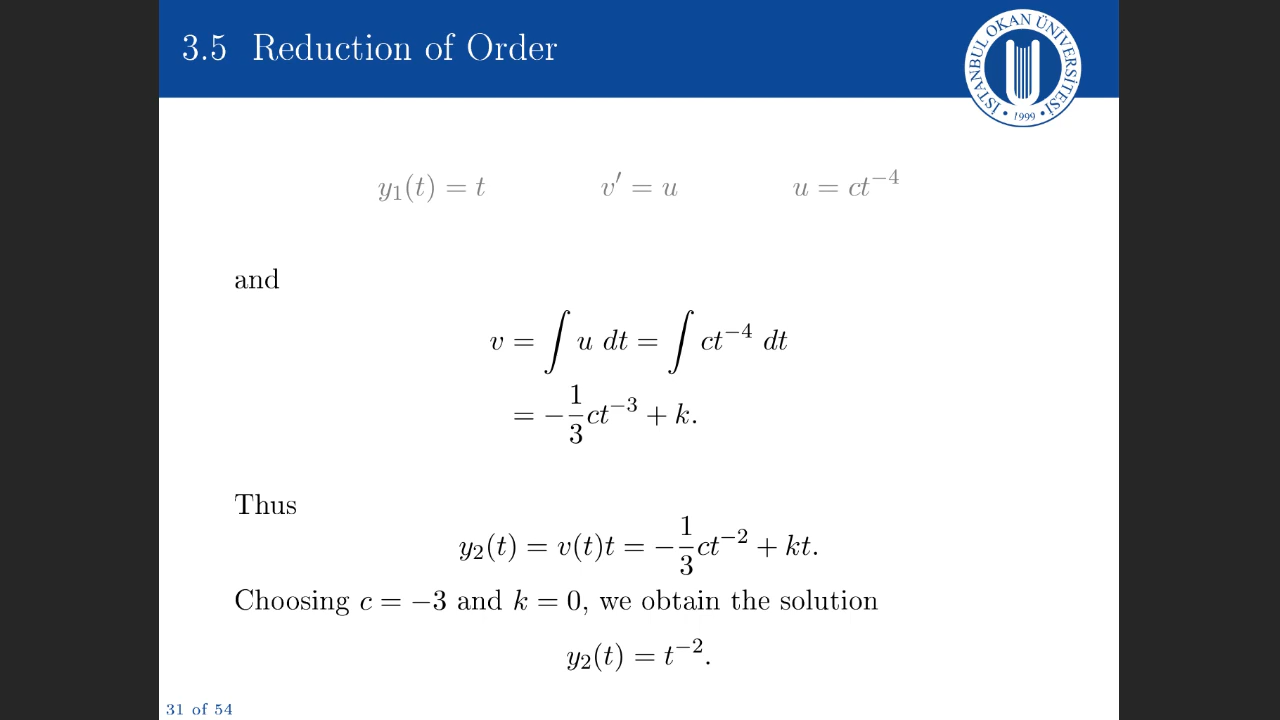 3.5 Reduction of Order
İSTANBUL OKAN ÜNİVERSİTESİ
• 1999 •
y₁(t) = t v′ = u u = ct⁻⁴
and
v = ∫ u dt = ∫ ct⁻⁴ dt
= −1/3 ct⁻³ + k.
Thus
y₂(t) = v(t)t = −1/3 ct⁻² + kt.
Choosing c = −3 and k = 0, we obtain the solution
y₂(t) = t⁻².
31 of 54